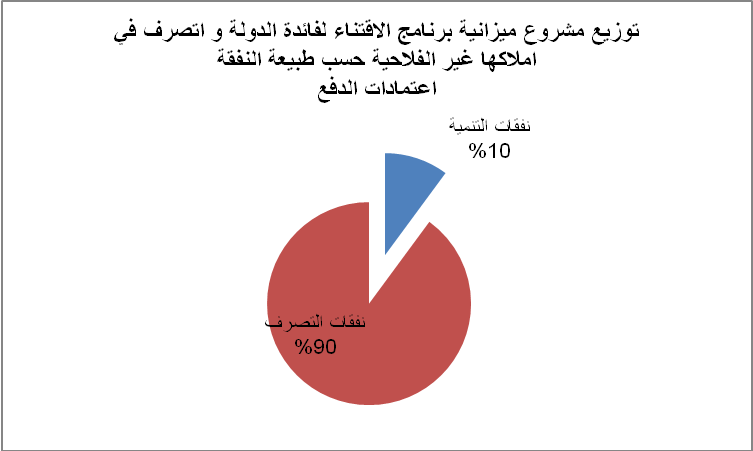 توزيع مشروع ميزانية برنامج الاقتناء لفائدة الدولة و اتصرف في
املاكها غير الفلاحية حسب طبيعة النفقة
اعتمادات الدفع
نفقات التنمية
%10
نفقات التصرف
%90